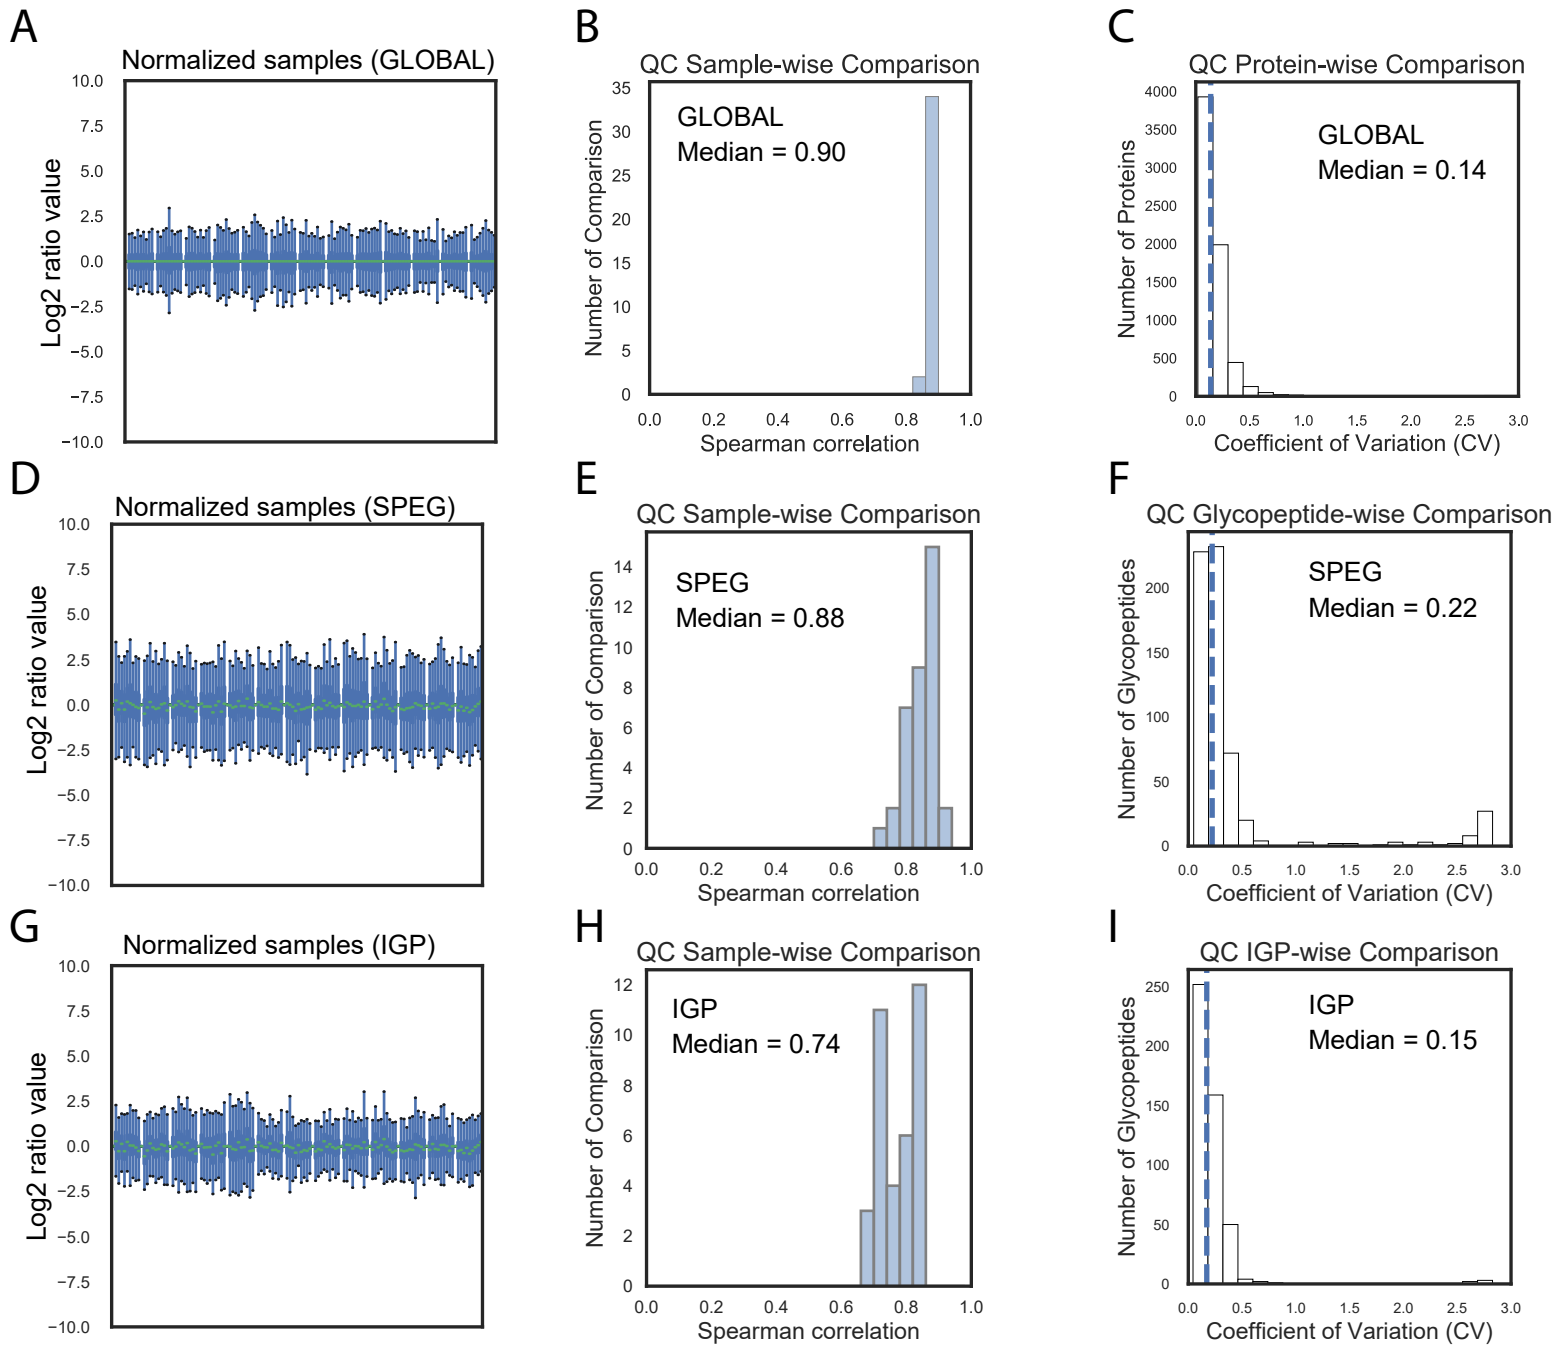 A
Normalized samples (GLOBAL)
10.0
7.5
5.0
2.5
0.0
−2.5
−5.0
−7.5
−10.0
Log2 ratio value
B
QC Sample-wise Comparison
GLOBAL
Median = 0.90
35
30
25
20
15
10
5
0
Number of Comparison
0.0 0.2 0.4 0.6 0.8 1.0
Spearman correlation
C
QC Protein-wise Comparison
GLOBAL
Median = 0.14
4000
3500
3000
2500
2000
1500
1000
500
0
Number of Proteins
0.0 0.5 1.0 1.5 2.0 2.5 3.0
Coefficient of Variation (CV)
D
Normalized samples (SPEG)
10.0
7.5
5.0
2.5
0.0
−2.5
−5.0
−7.5
−10.0
Log2 ratio value
E
QC Sample-wise Comparison
SPEG
Median = 0.88
14
12
10
8
6
4
2
0
Number of Comparison
0.0 0.2 0.4 0.6 0.8 1.0
Spearman correlation
F
QC Glycopeptide-wise Comparison
SPEG
Median = 0.22
200
150
100
50
0
Number of Glycopeptides
0.0 0.5 1.0 1.5 2.0 2.5 3.0
Coefficient of Variation (CV)
G
Normalized samples (IGP)
10.0
7.5
5.0
2.5
0.0
−2.5
−5.0
−7.5
−10.0
Log2 ratio value
H
QC Sample-wise Comparison
IGP
Median = 0.74
12
10
8
6
4
2
0
Number of Comparison
0.0 0.2 0.4 0.6 0.8 1.0
Spearman correlation
I
QC IGP-wise Comparison
IGP
Median = 0.15
250
200
150
100
50
0
Number of Glycopeptides
0.0 0.5 1.0 1.5 2.0 2.5 3.0
Coefficient of Variation (CV)